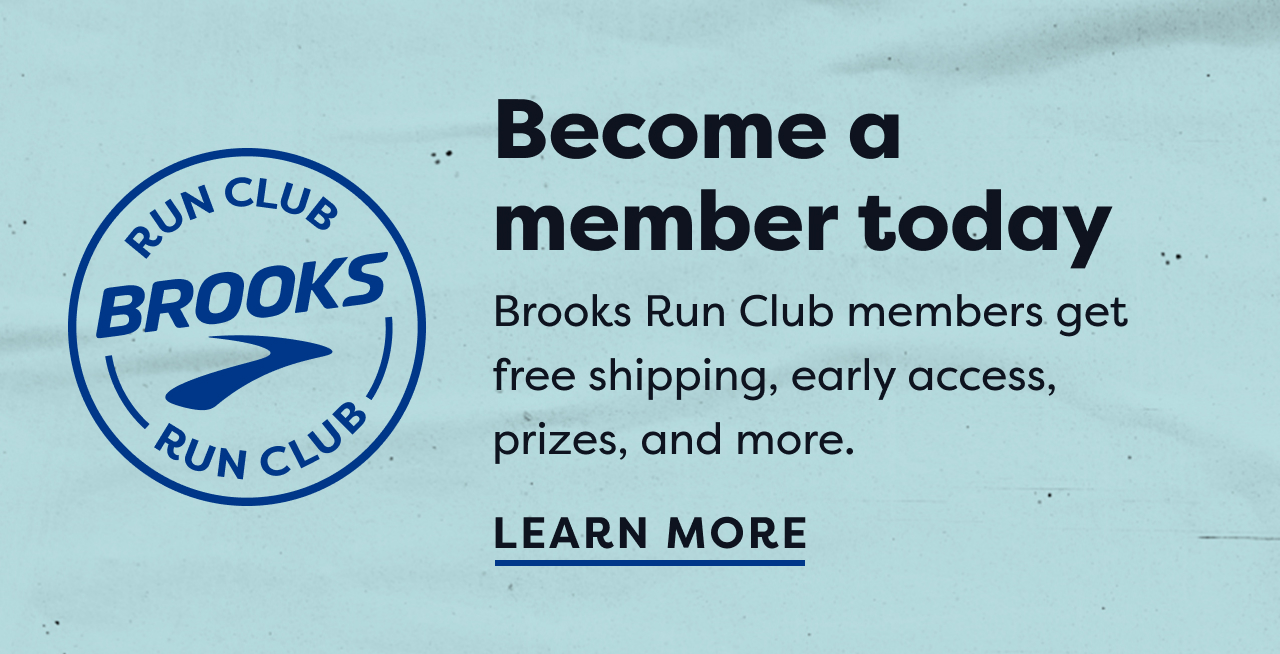 RUN CLUB
BROOKS
RUN CLUB
Become a
member today
Brooks Run Club members get
free shipping, early access,
prizes, and more.
LEARN MORE